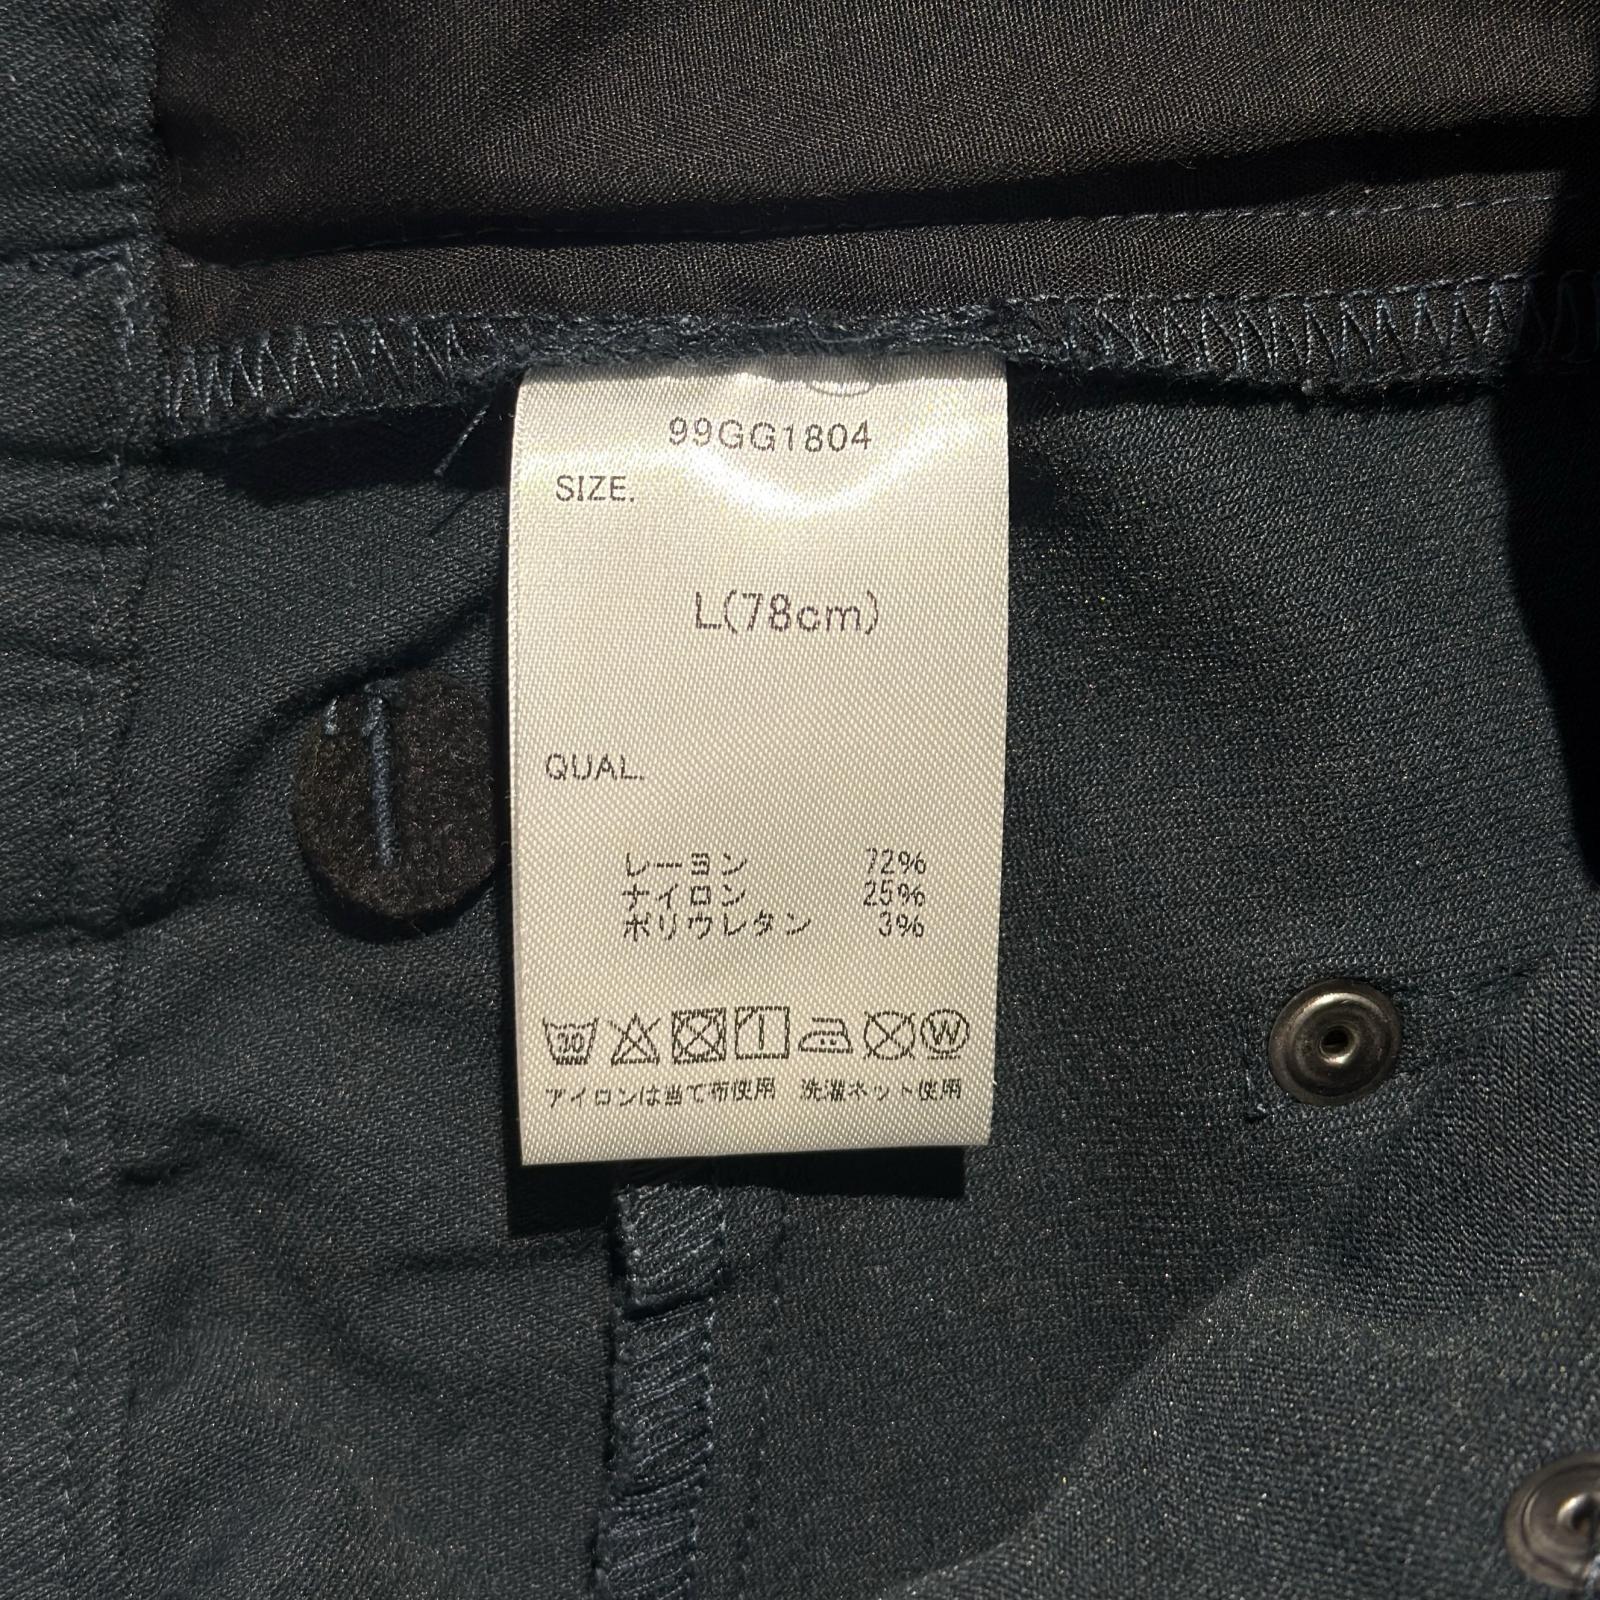 99GG1804
SIZE.
L(78cm)
QUAL.
レーヨン 72%
ナイロン 25%
ポリウレタン 3%
30 W
アイロンは当て布使用 洗濯ネット使用